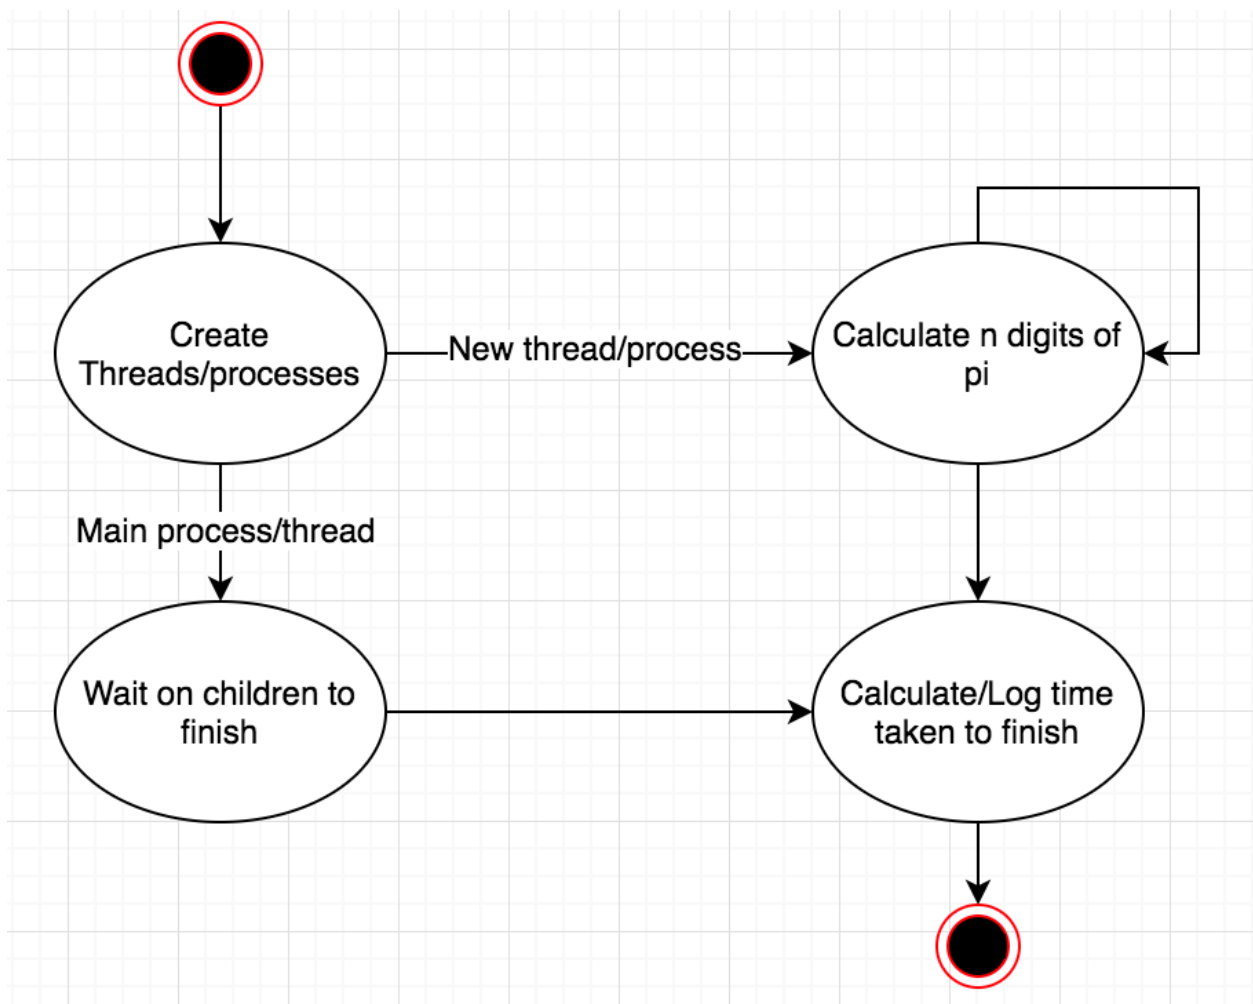 Create
Threads/processes
New thread/process
Calculate n digits of
pi
Main process/thread
Wait on children to
finish
Calculate/Log time
taken to finish